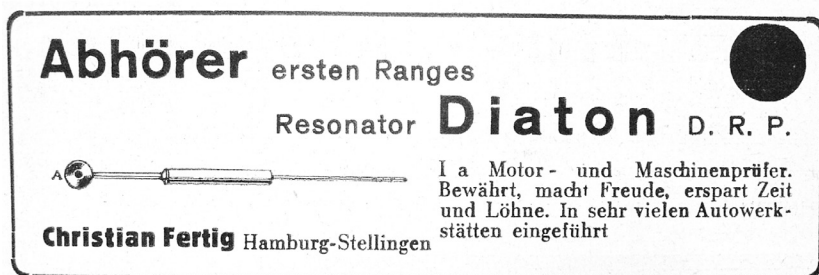 Abhörer ersten Ranges
Resonator Diaton D. R. P.
A
I a Motor- und Maschinenprüfer.
Bewährt, macht Freude, erspart Zeit
und Löhne. In sehr vielen Autowerk-
stätten eingeführt
Christian Fertig Hamburg-Stellingen